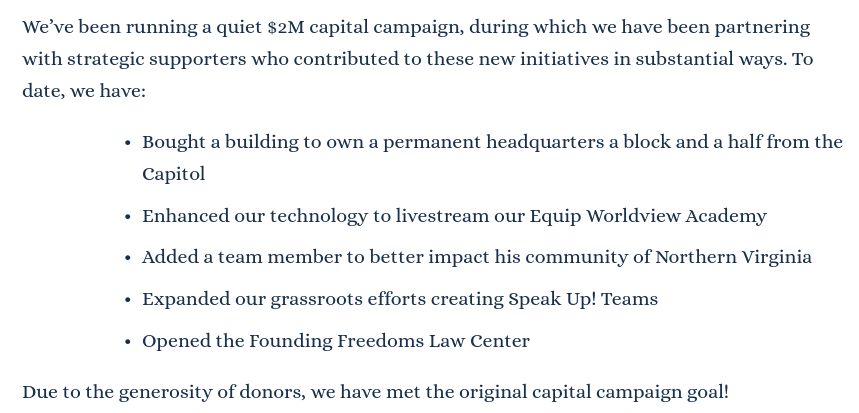 We’ve been running a quiet $2M capital campaign, during which we have been partnering
with strategic supporters who contributed to these new initiatives in substantial ways. To
date, we have:
• Bought a building to own a permanent headquarters a block and a half from the
Capitol
• Enhanced our technology to livestream our Equip Worldview Academy
• Added a team member to better impact his community of Northern Virginia
• Expanded our grassroots efforts creating Speak Up! Teams
• Opened the Founding Freedoms Law Center
Due to the generosity of donors, we have met the original capital campaign goal!